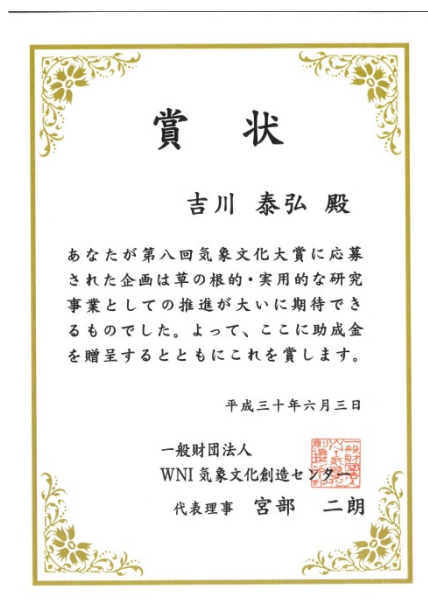 賞 状
吉川 泰弘 殿
あなたが第八回気象文化大賞に応募
された企画は草の根的・実用的な研究
事業としての推進が大いに期待でき
るものでした。よって、ここに助成金
を贈呈するとともにこれを賞します。
平成三十年六月三日
一般財団法人
WNI 気象文化創造センター
代表理事 宮部 二朗